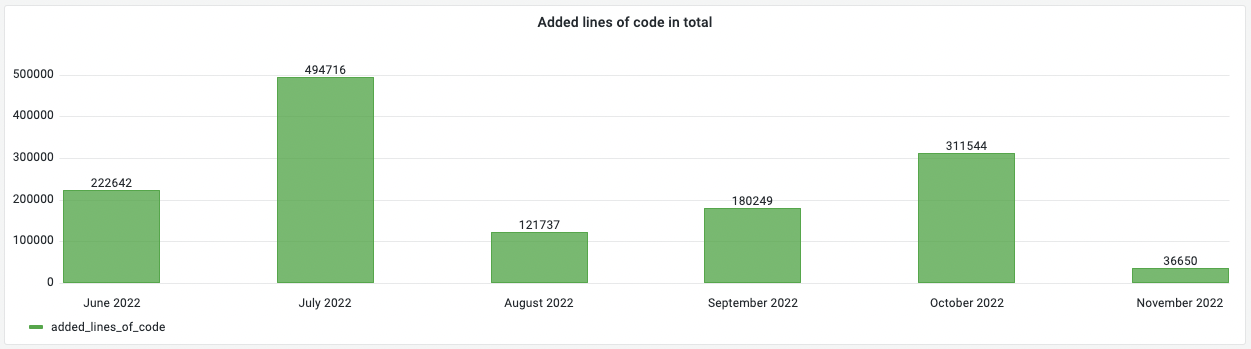 Added lines of code in total
500000
400000
300000
200000
100000
0
222642
494716
121737
180249
311544
36650
June 2022
July 2022
August 2022
September 2022
October 2022
November 2022
added_lines_of_code